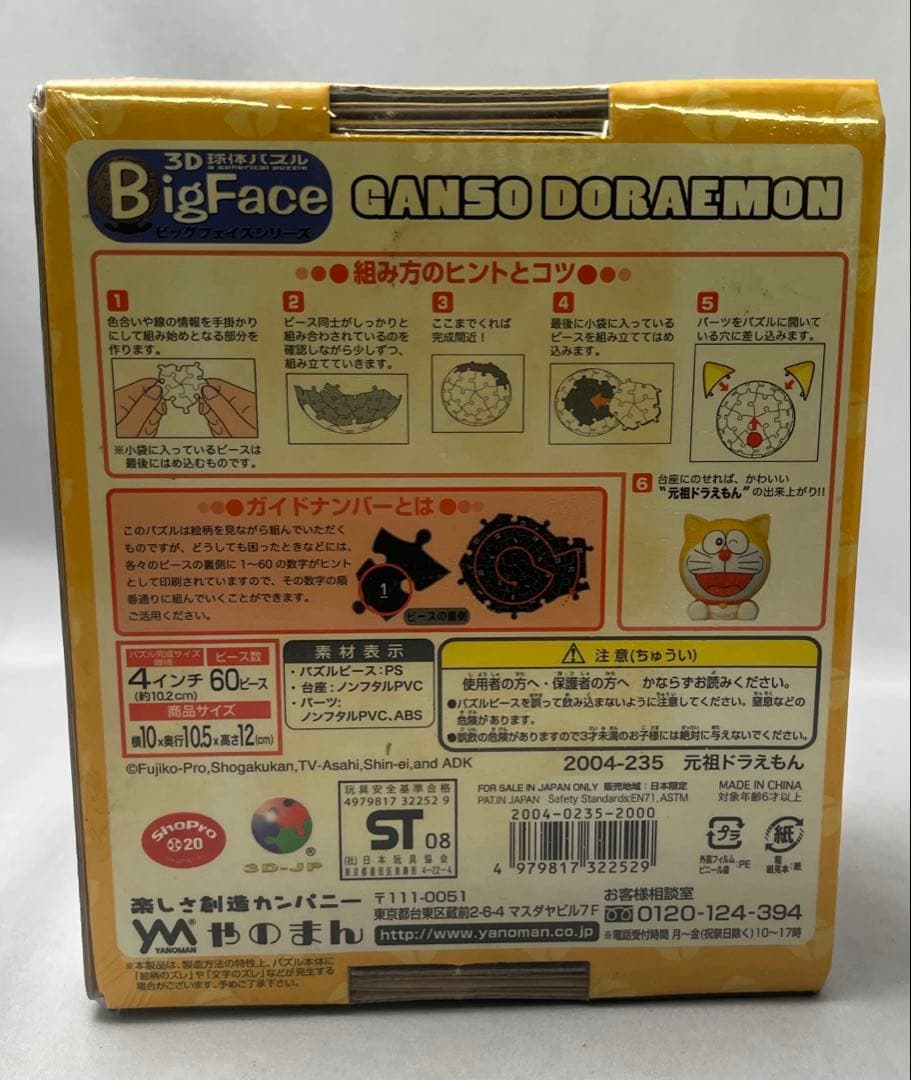 3D 球体パズル
a spherical puzzle
BigFace
ビッグフェイスシリーズ
GANSO DORAEMON
組み方のヒントとコツ
1
色合いや線の情報を手掛かり
にして組み始めとなる部分を
作ります。
※小袋に入っているピースは
最後にはめ込むものです。
2
ピース同士がしっかりと
組み合わされているのを
確認しながら少しずつ、
組み立てていきます。
3
ここまでくれば
完成間近！
4
最後に小袋に入っている
ピースを組み立ててはめ
込みます。
5
パーツをパズルに開いて
いる穴に差し込みます。
6
台座にのせれば、かわいい
"元祖ドラえもん"の出来上がり!!
ガイドナンバーとは
このパズルは絵柄を見ながら組んでいただく
ものですが、どうしても困ったときなどには、
各々のピースの裏側に1〜60の数字がヒント
として印刷されていますので、その数字の順
番通りに組んでいくことができます。
ご活用ください。
1
ピースの裏側
パズル完成サイズ
直径
4インチ
(約10.2cm)
ピース数
60ピース
商品サイズ
横10×奥行10.5×高さ12(cm)
素材表示
・パズルピース：PS
・台座：ノンフタルPVC
・パーツ：
ノンフタルPVC、ABS
注意(ちゅうい)
使用者の方へ・保護者の方へ かならずお読みください。
●パズルピースを誤って飲み込まないように注意してください。窒息などの
危険があります。
●誤飲の危険がありますので3才未満のお子様には絶対に与えないでください。
©Fujiko-Pro,Shogakukan,TV-Asahi,Shin-ei,and ADK
2004-235 元祖ドラえもん
ShoPro
20
3D-JP
®
玩具安全基準合格
4979817 32252 9
ST 08
(社)日本玩具協会
東京都台東区東駒形4-22-4
FOR SALE IN JAPAN ONLY 販売地域：日本限定
PAT.IN JAPAN Safety Standards:EN71,ASTM
2004-0235-2000
4 979817 322529
MADE IN CHINA
対象年齢6才以上
プラ
外装フィルム・
ビニール袋：PE
紙
箱
組見本：紙
楽しさ創造カンパニー
YM
YANOMAN
やのまん
〒111-0051
東京都台東区蔵前2-6-4 マスダヤビル7F
http://www.yanoman.co.jp
お客様相談室
0120-124-394
※電話受付時間 月〜金(祝祭日除く)10〜17時
※本製品は、製造方法の特性上、パズル本体に
「絵柄のズレ」や「文字のズレ」などが発生する
場合がございます。予めご了承下さい。